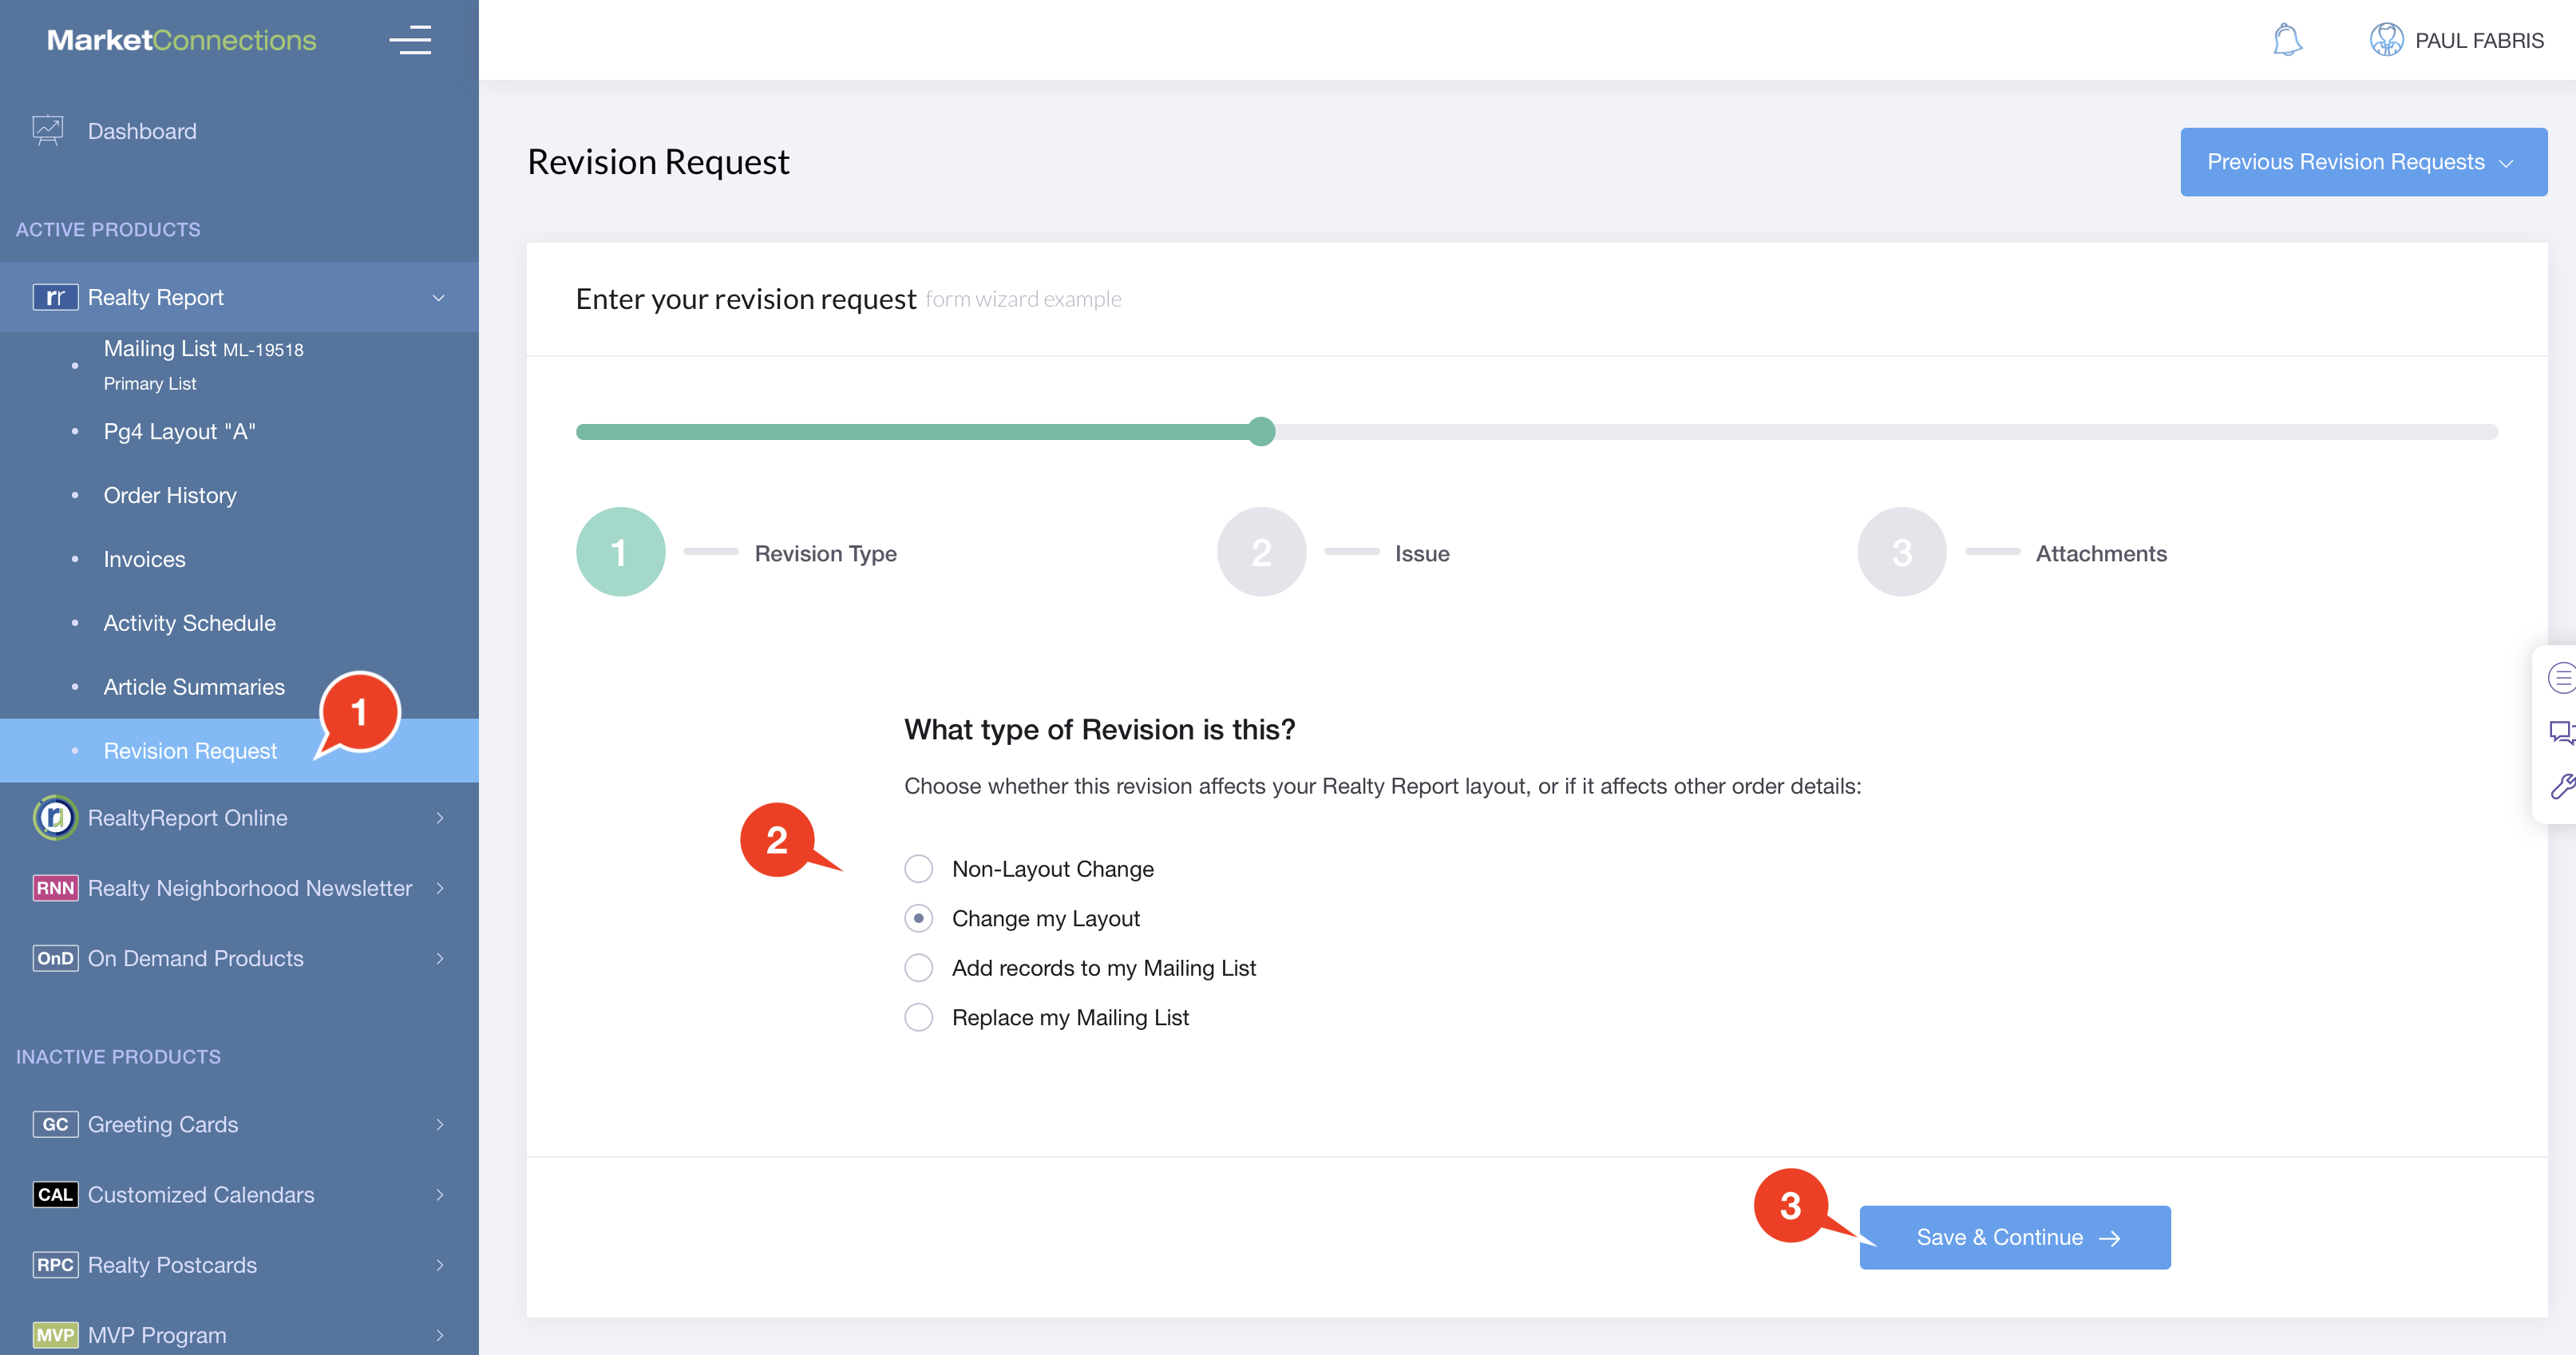 MarketConnections
PAUL FABRIS
Dashboard
ACTIVE PRODUCTS
rr Realty Report
Mailing List ML-19518
Primary List
Pg4 Layout "A"
Order History
Invoices
Activity Schedule
Article Summaries
1
Revision Request
RealtyReport Online
RNN Realty Neighborhood Newsletter
OnD On Demand Products
INACTIVE PRODUCTS
GC Greeting Cards
CAL Customized Calendars
RPC Realty Postcards
MVP MVP Program
Revision Request
Previous Revision Requests
Enter your revision request form wizard example
1 Revision Type
2 Issue
3 Attachments
What type of Revision is this?
Choose whether this revision affects your Realty Report layout, or if it affects other order details:
2
Non-Layout Change
Change my Layout
Add records to my Mailing List
Replace my Mailing List
3
Save & Continue